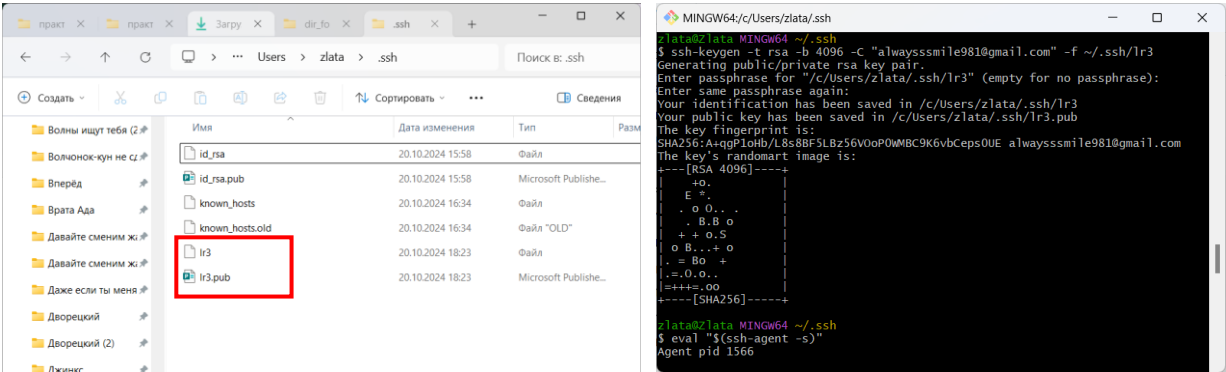 практ
практ
Загру
dir_fo
.ssh
Users > zlata > .ssh
Поиск в: .ssh
Создать
Сортировать
Сведения
Волны ищут тебя (2
Волчонок-кун не сд
Вперёд
Врата Ада
Давайте сменим жа
Давайте сменим жа
Даже если ты меня
Дворецкий
Дворецкий (2)
Джинкс
Имя Дата изменения Тип Разм
id_rsa 20.10.2024 15:58 Файл
id_rsa.pub 20.10.2024 15:58 Microsoft Publishe...
known_hosts 20.10.2024 16:34 Файл
known_hosts.old 20.10.2024 16:34 Файл "OLD"
lr3 20.10.2024 18:23 Файл
lr3.pub 20.10.2024 18:23 Microsoft Publishe...
MINGW64:/c/Users/zlata/.ssh
zlata@Zlata MINGW64 ~/.ssh
$ ssh-keygen -t rsa -b 4096 -C "alwayssmile981@gmail.com" -f ~/.ssh/lr3
Generating public/private rsa key pair.
Enter passphrase for "/c/Users/zlata/.ssh/lr3" (empty for no passphrase):
Enter same passphrase again:
Your identification has been saved in /c/Users/zlata/.ssh/lr3
Your public key has been saved in /c/Users/zlata/.ssh/lr3.pub
The key fingerprint is:
SHA256:A+qgP1oHb/L8s8BF5LBz56VOoPOWMBC9K6vbCepsOUE alwayssmile981@gmail.com
The key's randomart image is:
+---[RSA 4096]----+
|    +o.          |
|   E *.          |
|  . o O.. .      |
|   . B.B o       |
|  + + o.S        |
| o B...+ o       |
|. = Bo  +        |
|.=.O.o..         |
|=+++=.oo         |
+----[SHA256]-----+
zlata@Zlata MINGW64 ~/.ssh
$ eval "$(ssh-agent -s)"
Agent pid 1566